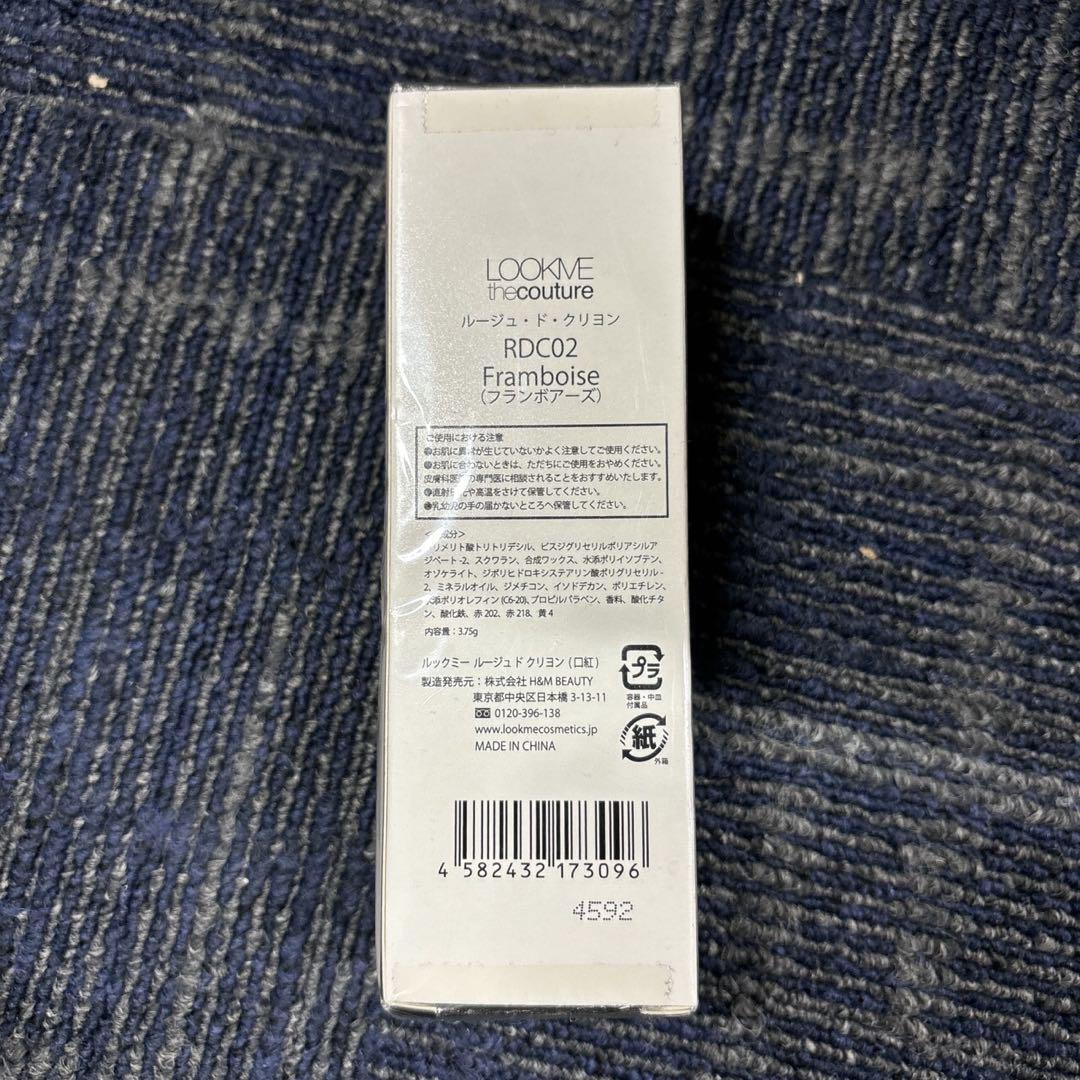 LOOKME
thecouture
ルージュ・ド・クリヨン
RDC02
Framboise
(フランボアーズ)
ご使用における注意
●お肌に異常が生じていないかよく注意してご使用ください。
●お肌に合わないときは、ただちにご使用をおやめください。
皮膚科医等の専門医に相談されることをおすすめいたします。
●直射日光や高温をさけて保管してください。
●乳幼児の手の届かないところへ保管してください。
成分>
リメリト酸トリトリデシル、ビスジグリセリルポリアシルア
ジペート-2、スクワラン、合成ワックス、水添ポリイソブテン、
オゾケライト、ジポリヒドロキシステアリン酸ポリグリセリル-
2、ミネラルオイル、ジメチコン、イソドデカン、ポリエチレン、
水添ポリオレフィン(C6-20)、プロピルパラベン、香料、酸化チタ
ン、酸化鉄、赤202、赤218、黄4
内容量:3.75g
ルックミー ルージュド クリヨン (口紅)
製造発売元:株式会社 H&M BEAUTY
東京都中央区日本橋 3-13-11
0120-396-138
www.lookmecosmetics.jp
MADE IN CHINA
プラ
容器・中皿
付属品
紙
外箱
4 582432 173096
4592